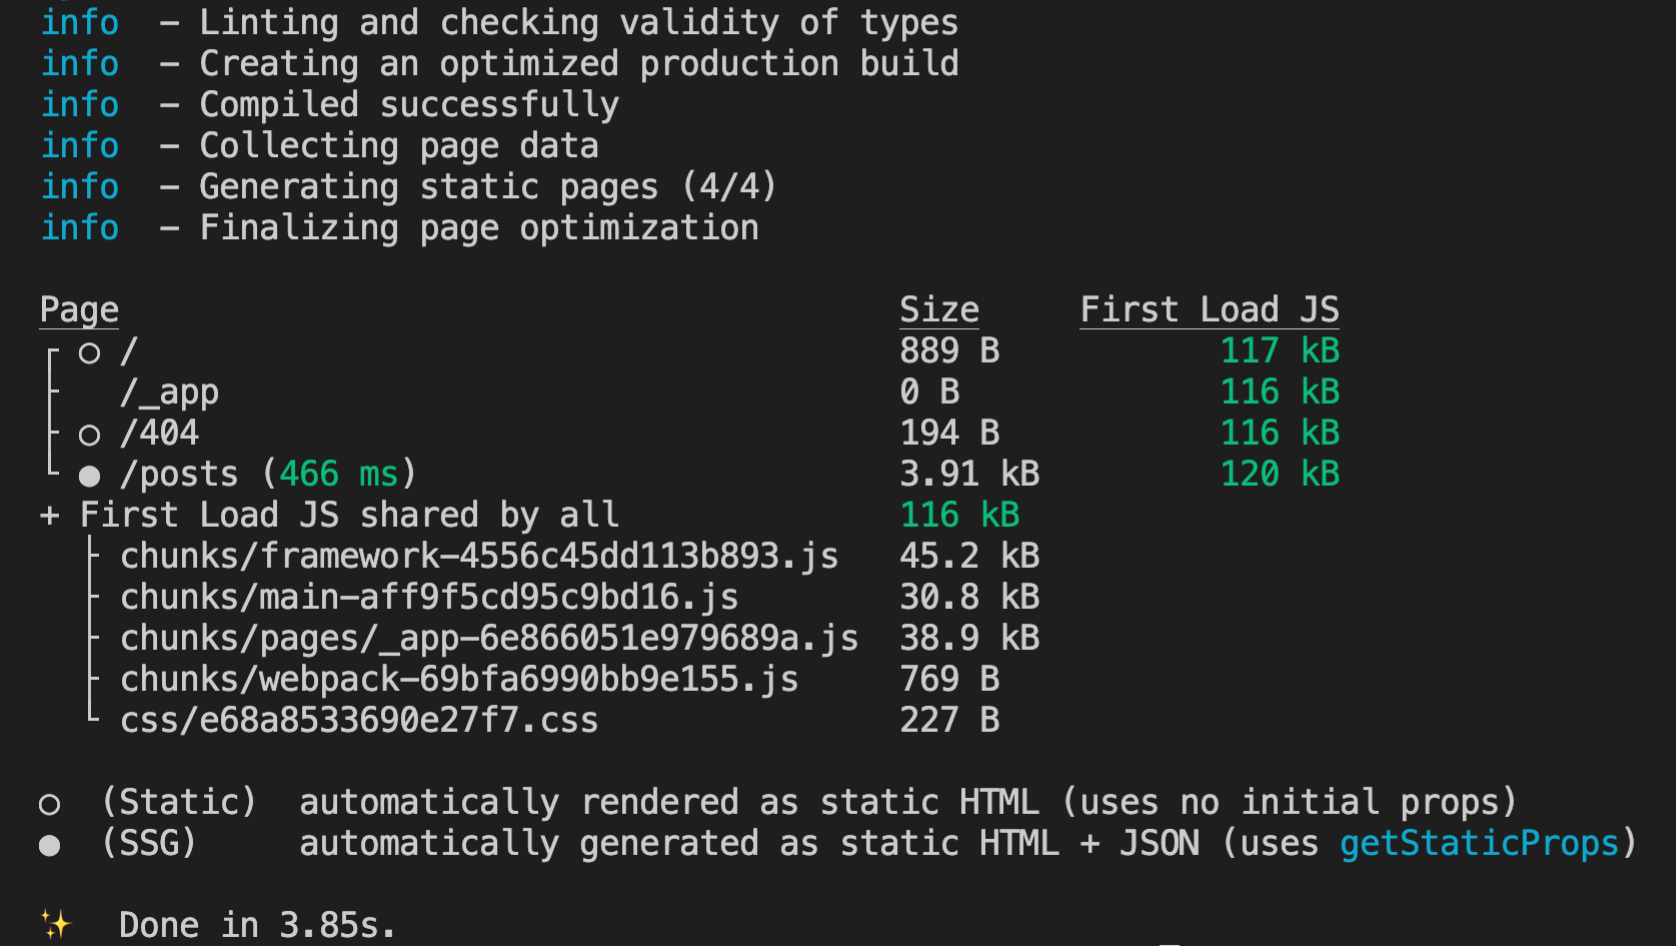 info  - Linting and checking validity of types
info  - Creating an optimized production build
info  - Compiled successfully
info  - Collecting page data
info  - Generating static pages (4/4)
info  - Finalizing page optimization
Page                                       Size     First Load JS
┌ ○ /                                      889 B           117 kB
├   /_app                                  0 B             116 kB
├ ○ /404                                   194 B           116 kB
└ ● /posts (466 ms)                        3.91 kB         120 kB
+ First Load JS shared by all              116 kB
  ├ chunks/framework-4556c45dd113b893.js   45.2 kB
  ├ chunks/main-aff9f5cd95c9bd16.js        30.8 kB
  ├ chunks/pages/_app-6e866051e979689a.js  38.9 kB
  ├ chunks/webpack-69bfa6990bb9e155.js     769 B
  └ css/e68a8533690e27f7.css               227 B
○  (Static)  automatically rendered as static HTML (uses no initial props)
●  (SSG)     automatically generated as static HTML + JSON (uses getStaticProps)
✨  Done in 3.85s.